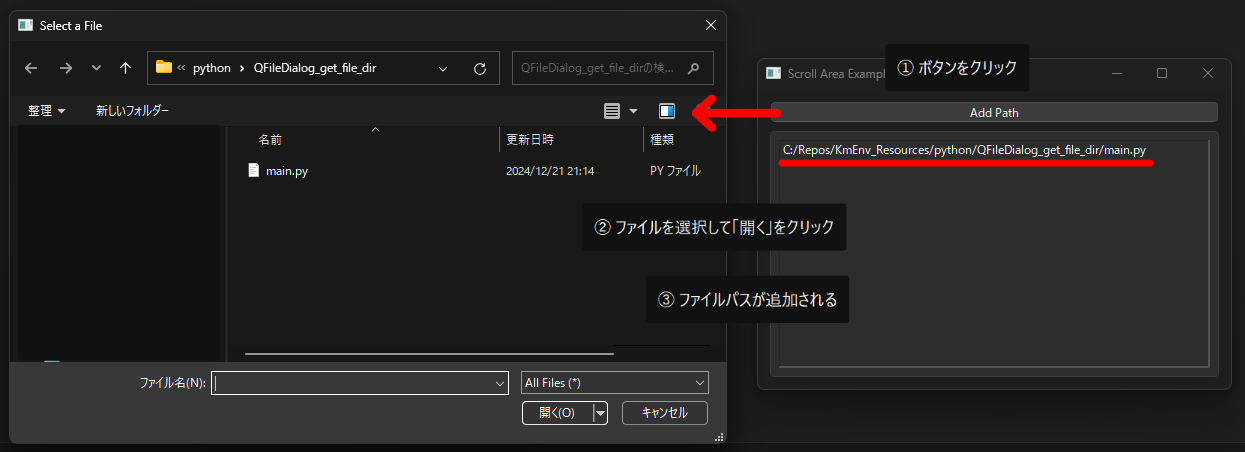 Select a File
« python › QFileDialog_get_file_dir
QFileDialog_get_file_dirの検...
整理
新しいフォルダー
名前
更新日時
種類
main.py
2024/12/21 21:14
PY ファイル
ファイル名(N):
All Files (*)
開く(O)
キャンセル
Scroll Area Example
① ボタンをクリック
Add Path
C:/Repos/KmEnv_Resources/python/QFileDialog_get_file_dir/main.py
② ファイルを選択して「開く」をクリック
③ ファイルパスが追加される